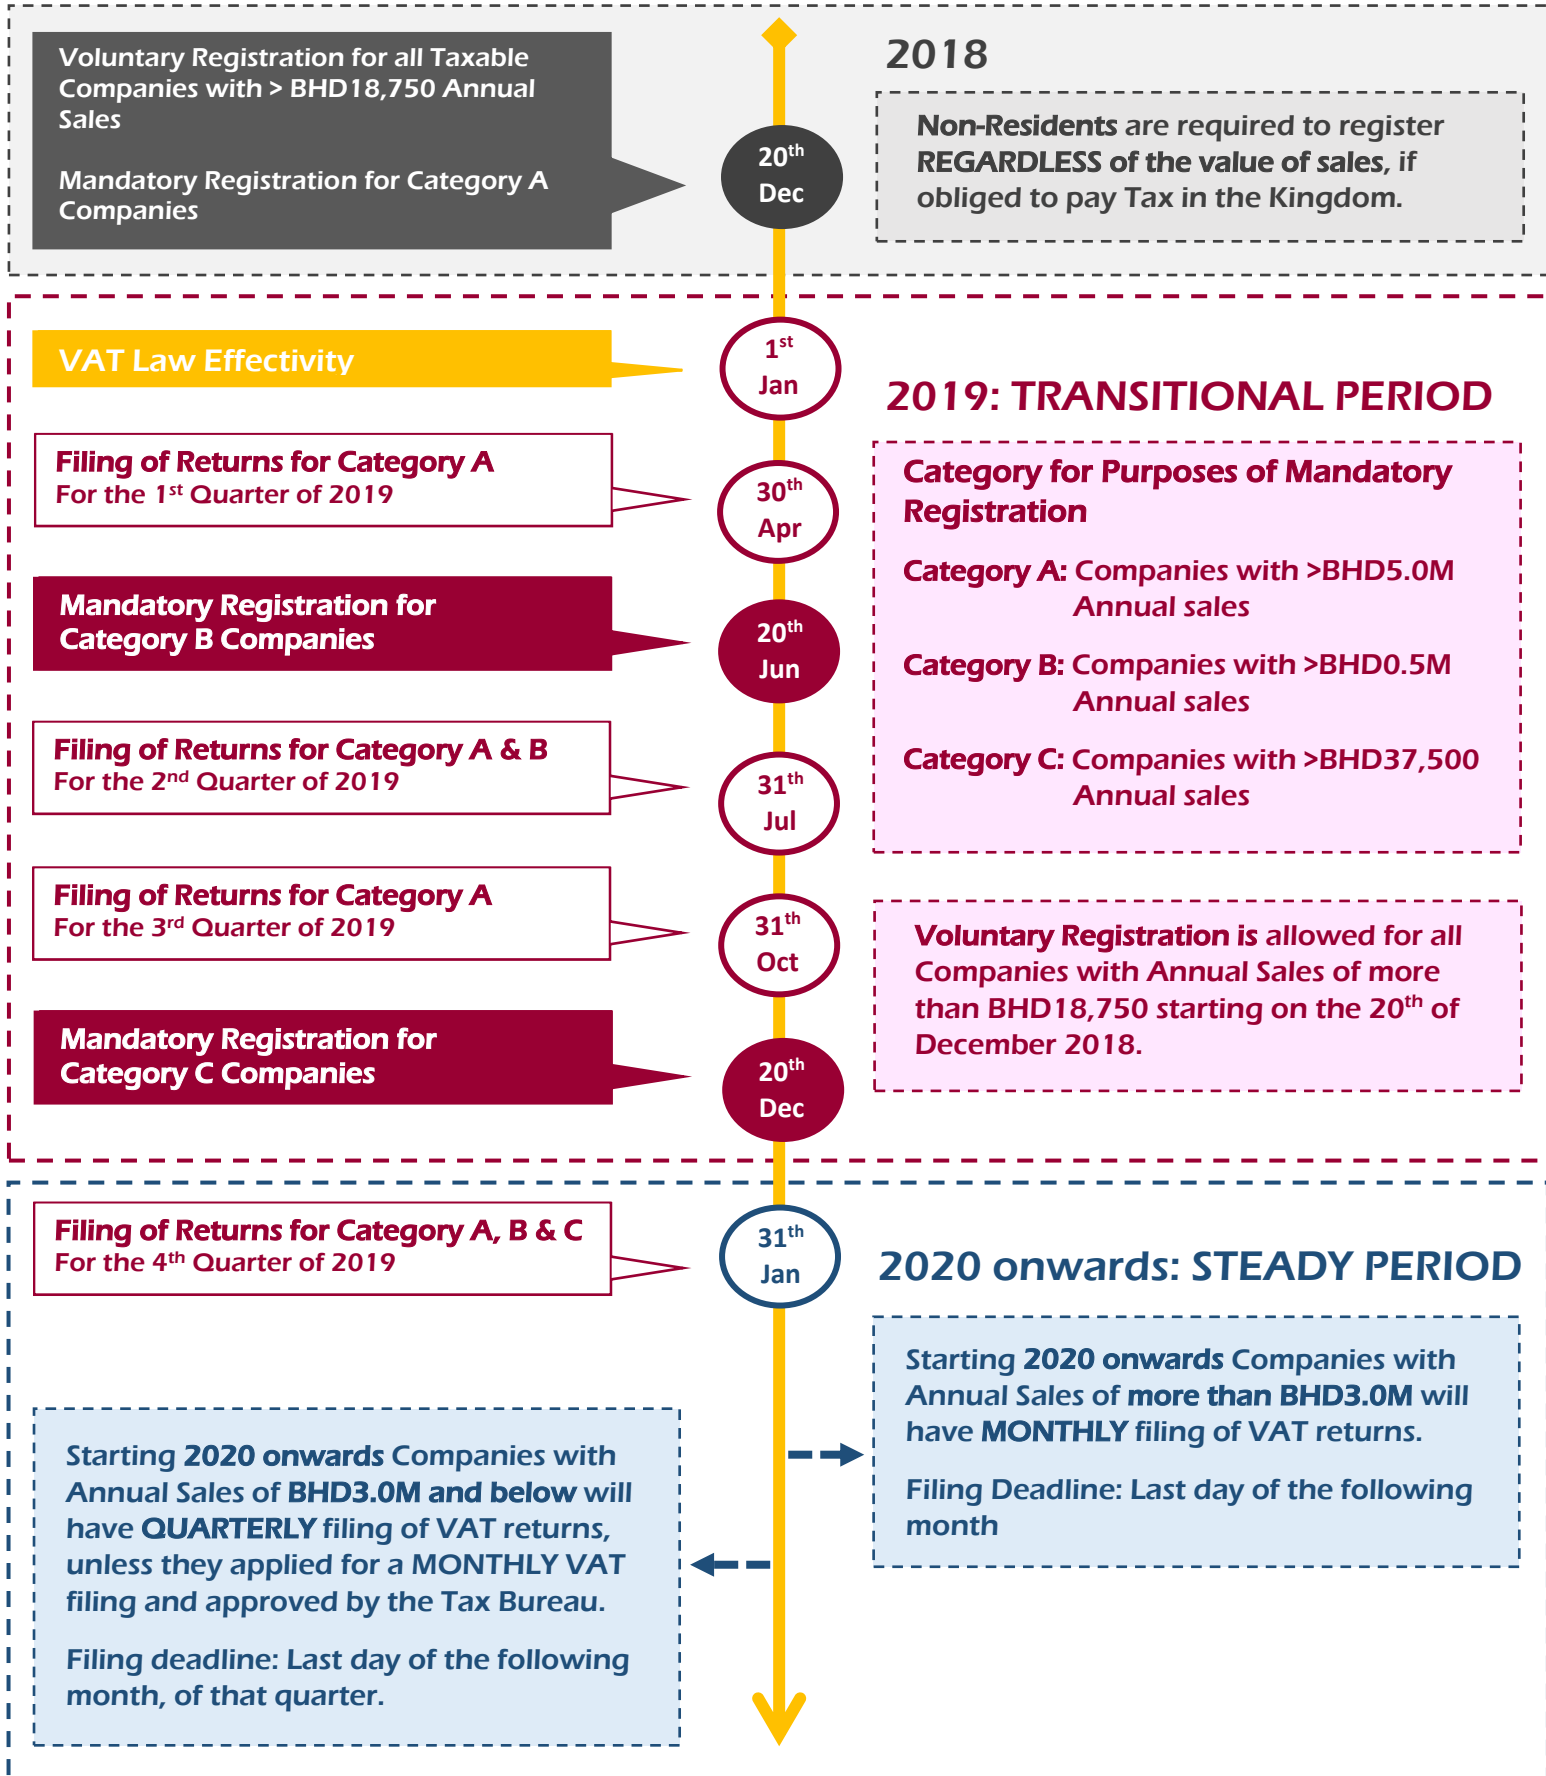 Voluntary Registration for all Taxable
Companies with > BHD18,750 Annual
Sales
Mandatory Registration for Category A
Companies
20th
Dec
2018
Non-Residents are required to register
REGARDLESS of the value of sales, if
obliged to pay Tax in the Kingdom.
VAT Law Effectivity
1st
Jan
2019: TRANSITIONAL PERIOD
Filing of Returns for Category A
For the 1st Quarter of 2019
30th
Apr
Category for Purposes of Mandatory
Registration
Category A: Companies with >BHD5.0M
Annual sales
Category B: Companies with >BHD0.5M
Annual sales
Category C: Companies with >BHD37,500
Annual sales
Mandatory Registration for
Category B Companies
20th
Jun
Filing of Returns for Category A & B
For the 2nd Quarter of 2019
31th
Jul
Filing of Returns for Category A
For the 3rd Quarter of 2019
31th
Oct
Voluntary Registration is allowed for all
Companies with Annual Sales of more
than BHD18,750 starting on the 20th of
December 2018.
Mandatory Registration for
Category C Companies
20th
Dec
Filing of Returns for Category A, B & C
For the 4th Quarter of 2019
31th
Jan
2020 onwards: STEADY PERIOD
Starting 2020 onwards Companies with
Annual Sales of more than BHD3.0M will
have MONTHLY filing of VAT returns.
Filing Deadline: Last day of the following
month
Starting 2020 onwards Companies with
Annual Sales of BHD3.0M and below will
have QUARTERLY filing of VAT returns,
unless they applied for a MONTHLY VAT
filing and approved by the Tax Bureau.
Filing deadline: Last day of the following
month, of that quarter.